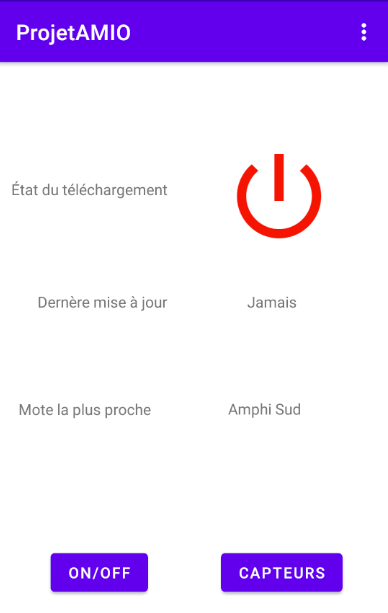 ProjetAMIO
État du téléchargement
Dernère mise à jour
Jamais
Mote la plus proche
Amphi Sud
ON/OFF
CAPTEURS